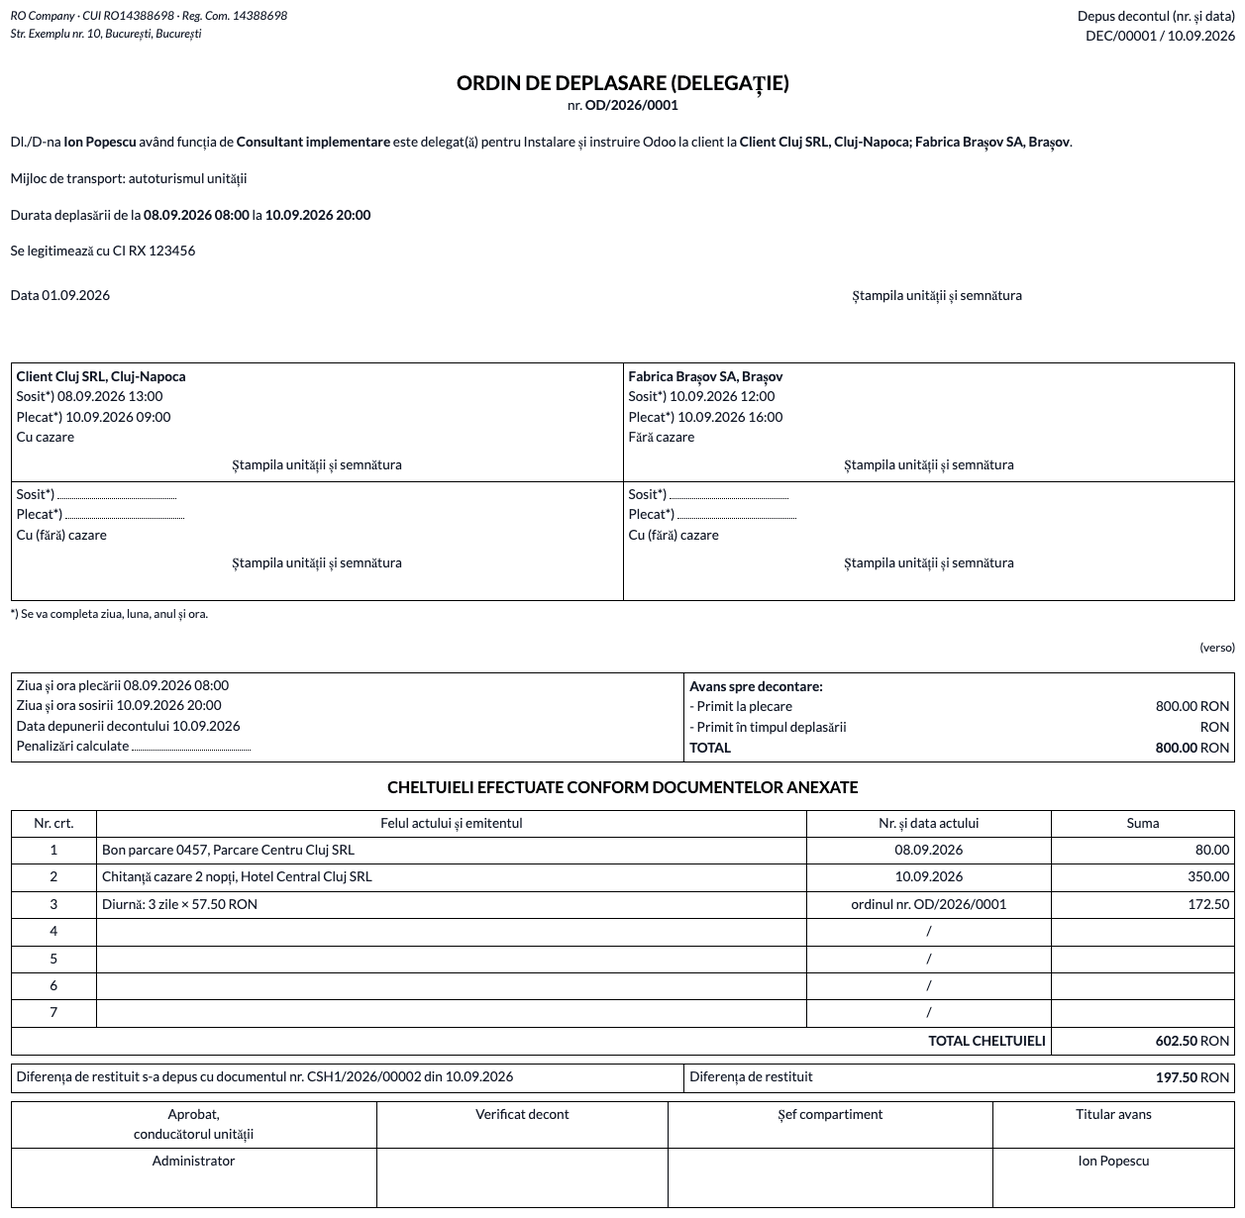 RO Company · CUI RO14388698 · Reg. Com. 14388698
Str. Exemplu nr. 10, București, București
Depus decontul (nr. și data)
DEC/00001 / 10.09.2026
ORDIN DE DEPLASARE (DELEGAȚIE)
nr. OD/2026/0001
Dl./D-na Ion Popescu având funcția de Consultant implementare este delegat(ă) pentru Instalare și instruire Odoo la client la Client Cluj SRL, Cluj-Napoca; Fabrica Brașov SA, Brașov.
Mijloc de transport: autoturismul unității
Durata deplasării de la 08.09.2026 08:00 la 10.09.2026 20:00
Se legitimează cu CI RX 123456
Data 01.09.2026
Ștampila unității și semnătura
Client Cluj SRL, Cluj-Napoca
Sosit*) 08.09.2026 13:00
Plecat*) 10.09.2026 09:00
Cu cazare
Ștampila unității și semnătura
Fabrica Brașov SA, Brașov
Sosit*) 10.09.2026 12:00
Plecat*) 10.09.2026 16:00
Fără cazare
Ștampila unității și semnătura
Sosit*)
Plecat*)
Cu (fără) cazare
Ștampila unității și semnătura
Sosit*)
Plecat*)
Cu (fără) cazare
Ștampila unității și semnătura
*) Se va completa ziua, luna, anul și ora.
(verso)
Ziua și ora plecării 08.09.2026 08:00
Ziua și ora sosirii 10.09.2026 20:00
Data depunerii decontului 10.09.2026
Penalizări calculate
Avans spre decontare:
- Primit la plecare 800.00 RON
- Primit în timpul deplasării RON
TOTAL 800.00 RON
CHELTUIELI EFECTUATE CONFORM DOCUMENTELOR ANEXATE
Nr. crt. Felul actului și emitentul Nr. și data actului Suma
1 Bon parcare 0457, Parcare Centru Cluj SRL 08.09.2026 80.00
2 Chitanță cazare 2 nopți, Hotel Central Cluj SRL 10.09.2026 350.00
3 Diurnă: 3 zile × 57.50 RON ordinul nr. OD/2026/0001 172.50
4 /
5 /
6 /
7 /
TOTAL CHELTUIELI 602.50 RON
Diferența de restituit s-a depus cu documentul nr. CSH1/2026/00002 din 10.09.2026
Diferența de restituit 197.50 RON
Aprobat,
conducătorul unității
Verificat decont
Șef compartiment
Titular avans
Administrator
Ion Popescu